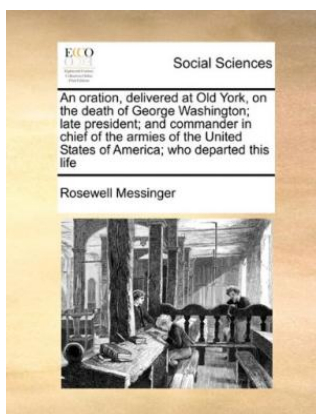 ECCO
Social Sciences
An oration, delivered at Old York, on
the death of George Washington;
late president; and commander in
chief of the armies of the United
States of America; who departed this
life
Rosewell Messinger